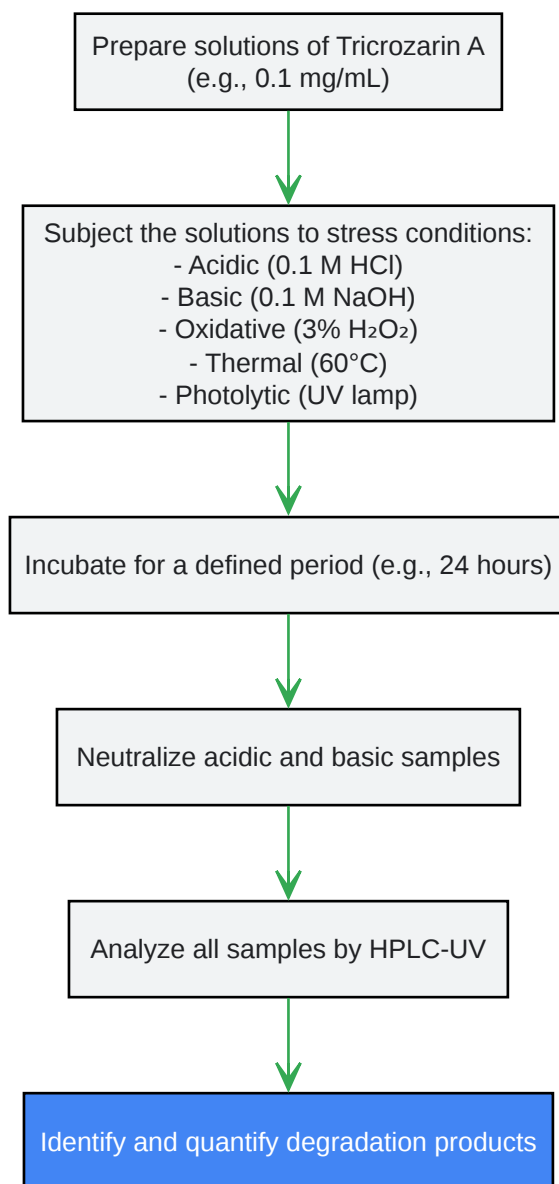 Prepare solutions of Tricrozarin A
(e.g., 0.1 mg/mL)
Subject the solutions to stress conditions:
- Acidic (0.1 M HCl)
- Basic (0.1 M NaOH)
- Oxidative (3% H₂O₂)
- Thermal (60°C)
- Photolytic (UV lamp)
Incubate for a defined period (e.g., 24 hours)
Neutralize acidic and basic samples
Analyze all samples by HPLC-UV
Identify and quantify degradation products